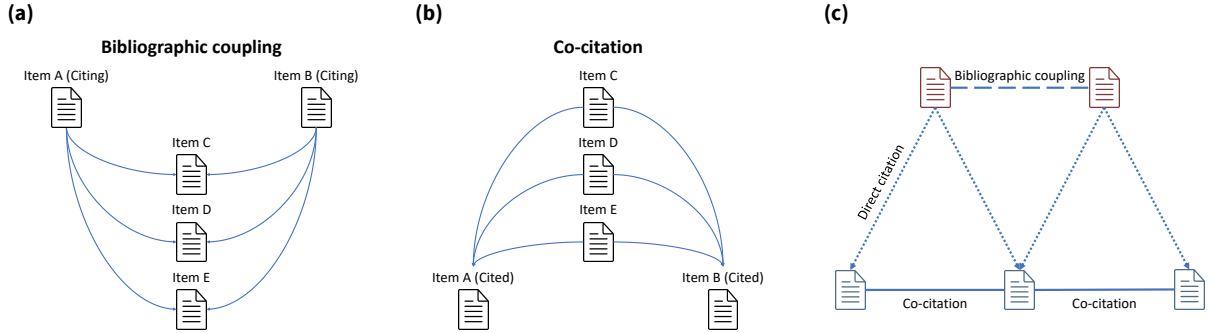 (a)
Bibliographic coupling
Item A (Citing)
Item B (Citing)
Item C
Item D
Item E
(b)
Co-citation
Item C
Item D
Item E
Item A (Cited)
Item B (Cited)
(c)
Bibliographic coupling
Direct citation
Co-citation
Co-citation